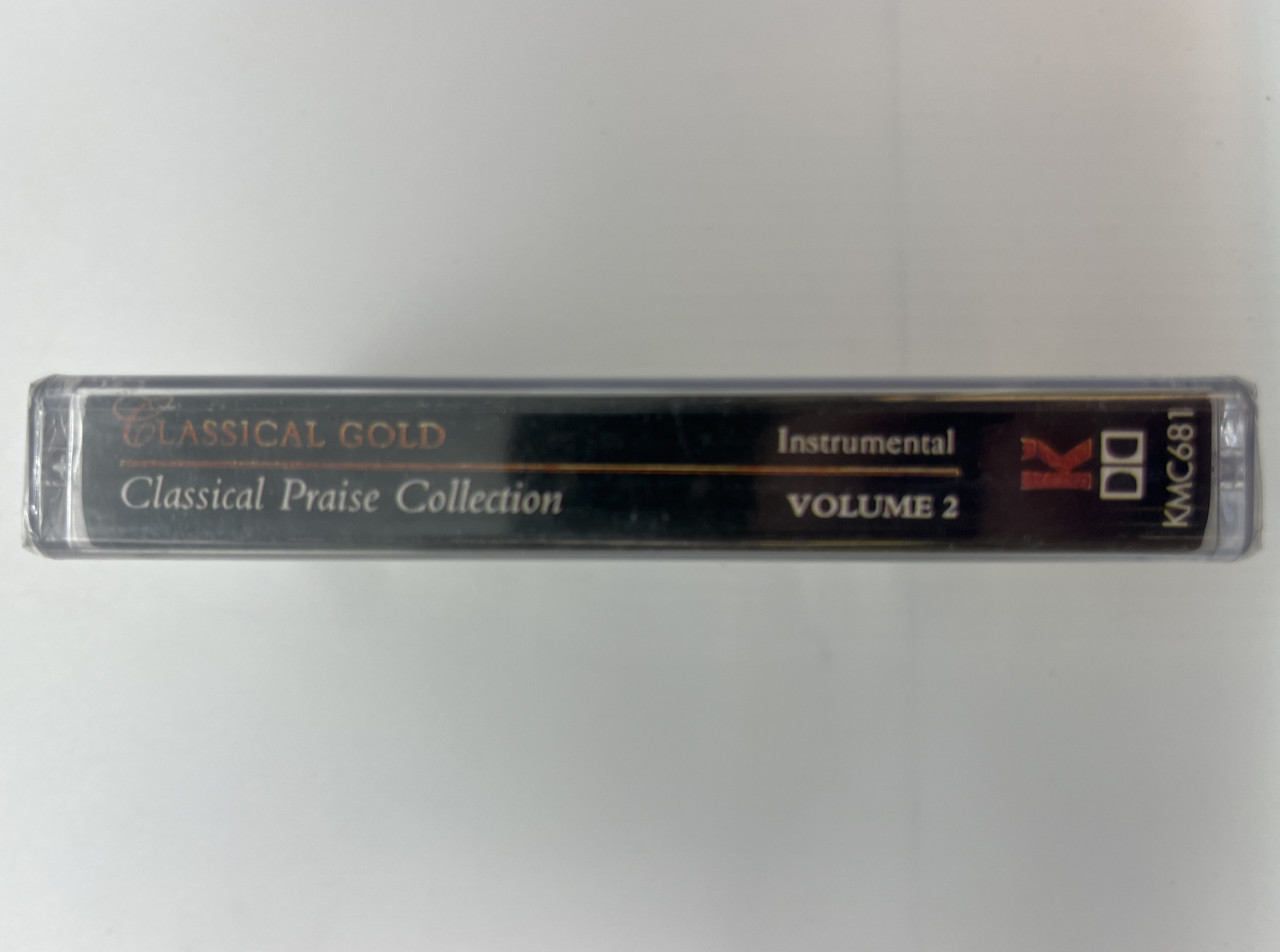 CLASSICAL GOLD
Classical Praise Collection
Instrumental
VOLUME 2
K
KMC681